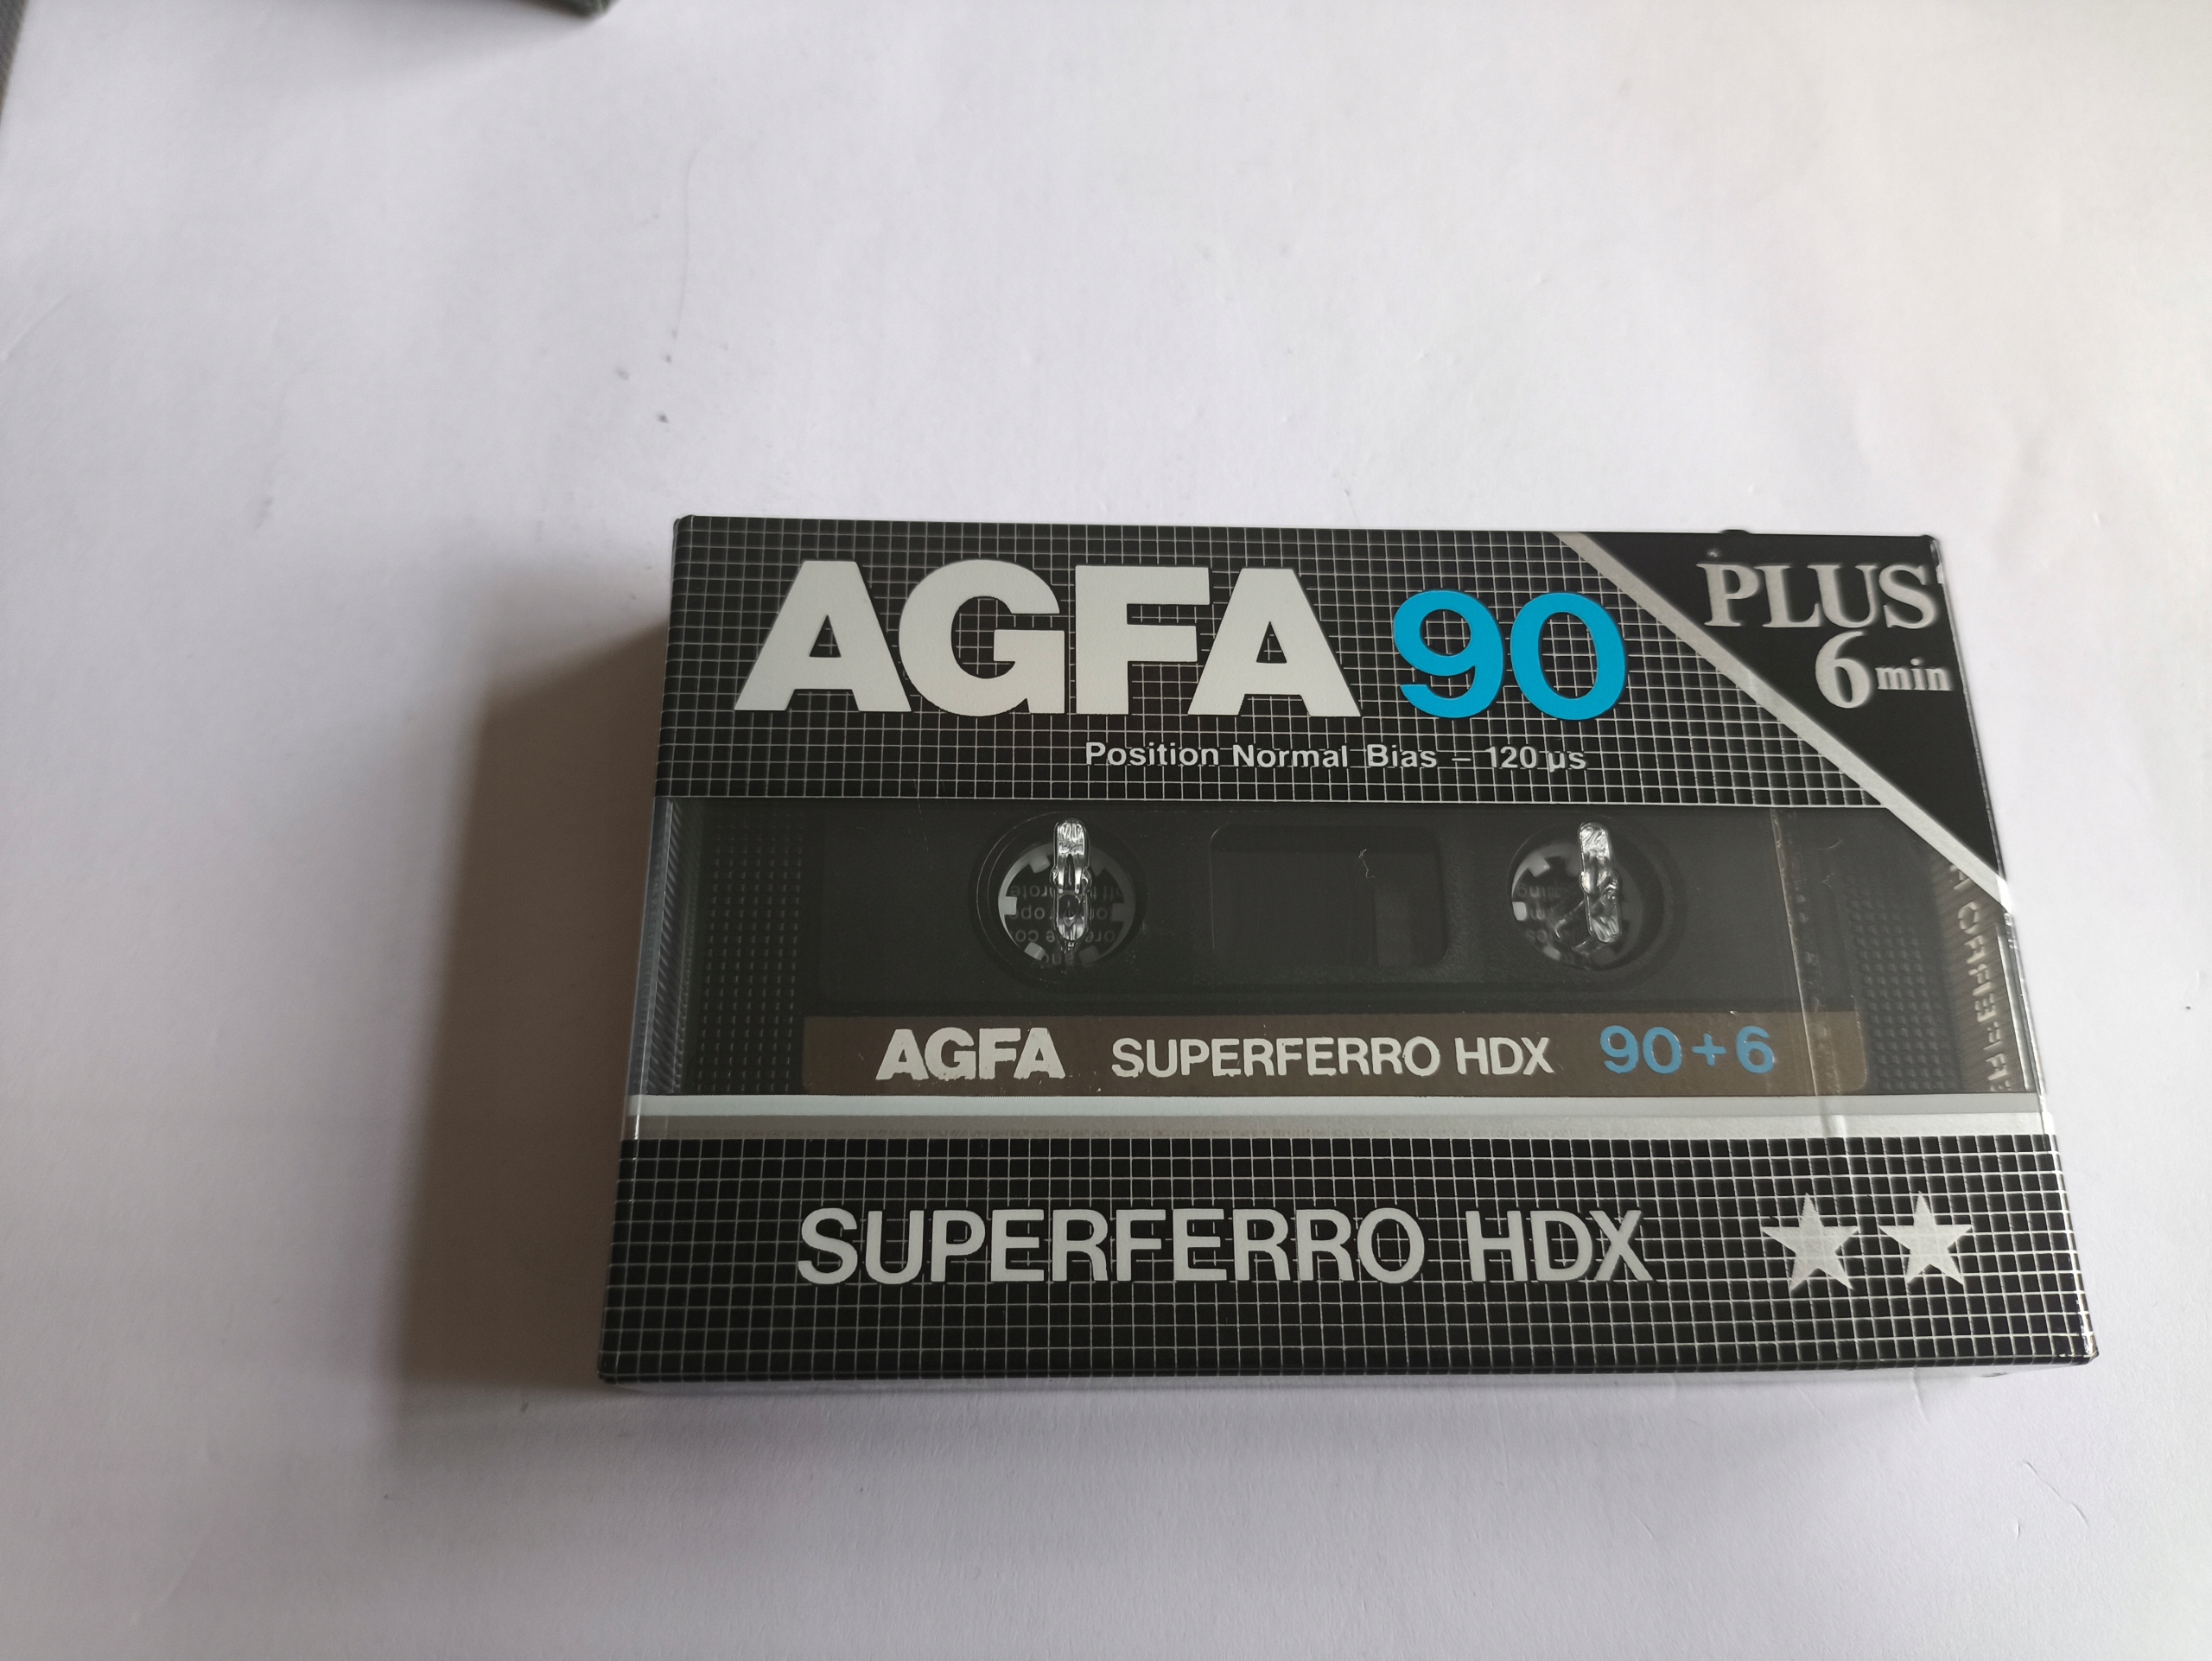 AGFA 90
PLUS
6 min
Position Normal Bias – 120 µs
AGFA SUPERFERRO HDX 90+6
SUPERFERRO HDX